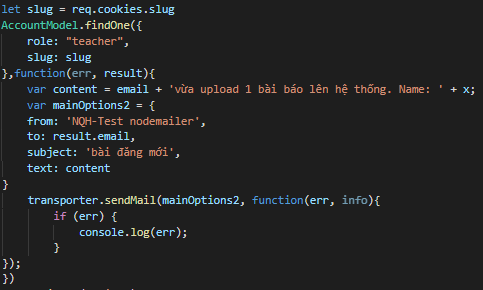 let slug = req.cookies.slug
AccountModel.findOne({
    role: "teacher",
    slug: slug
},function(err, result){
    var content = email + 'vừa upload 1 bài báo lên hệ thống. Name: ' + x;
    var mainOptions2 = {
    from: 'NQH-Test nodemailer',
    to: result.email,
    subject: 'bài đăng mới',
    text: content
}
    transporter.sendMail(mainOptions2, function(err, info){
        if (err) {
            console.log(err);
        }
});
})